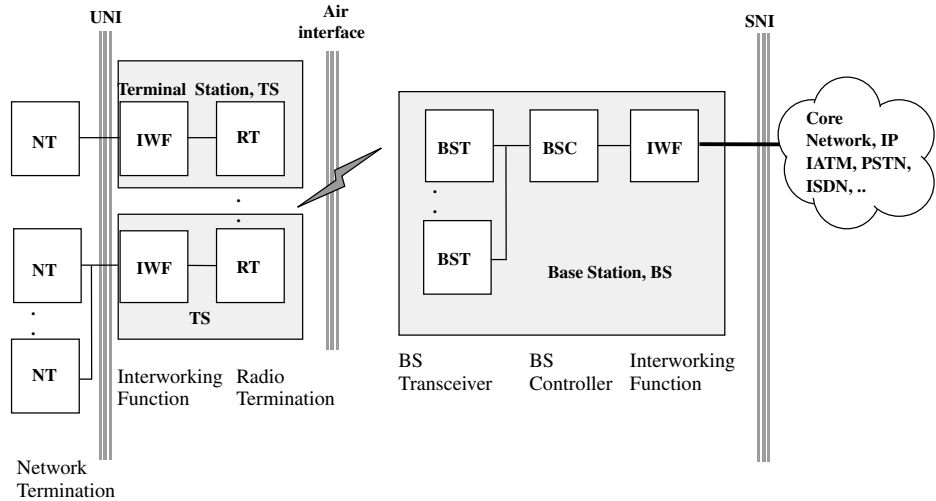 UNI
Air
interface
SNI
Terminal Station, TS
NT
IWF
RT
BST
BSC
IWF
Core
Network, IP
IATM, PSTN,
ISDN, ..
NT
IWF
RT
BST
Base Station, BS
TS
NT
Interworking
Function
Radio
Termination
BS
Transceiver
BS
Controller
Interworking
Function
Network
Termination